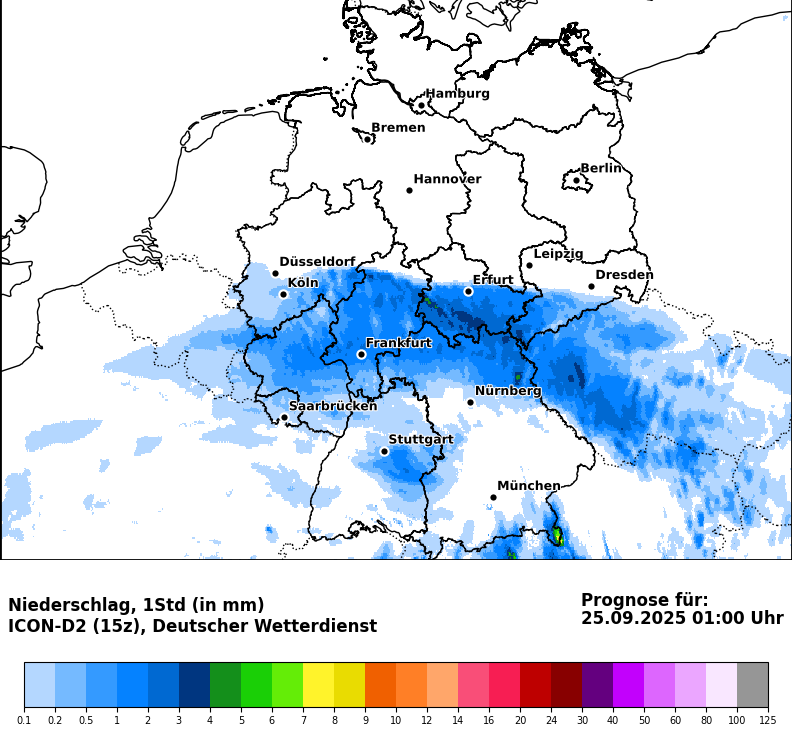 Hamburg
Bremen
Berlin
Hannover
Leipzig
Düsseldorf
Dresden
Erfurt
Köln
Frankfurt
Nürnberg
Saarbrücken
Stuttgart
München
Niederschlag, 1Std (in mm)
ICON-D2 (15z), Deutscher Wetterdienst
Prognose für:
25.09.2025 01:00 Uhr
0.1 0.2 0.5 1 2 3 4 5 6 7 8 9 10 12 14 16 20 24 30 40 50 60 80 100 125